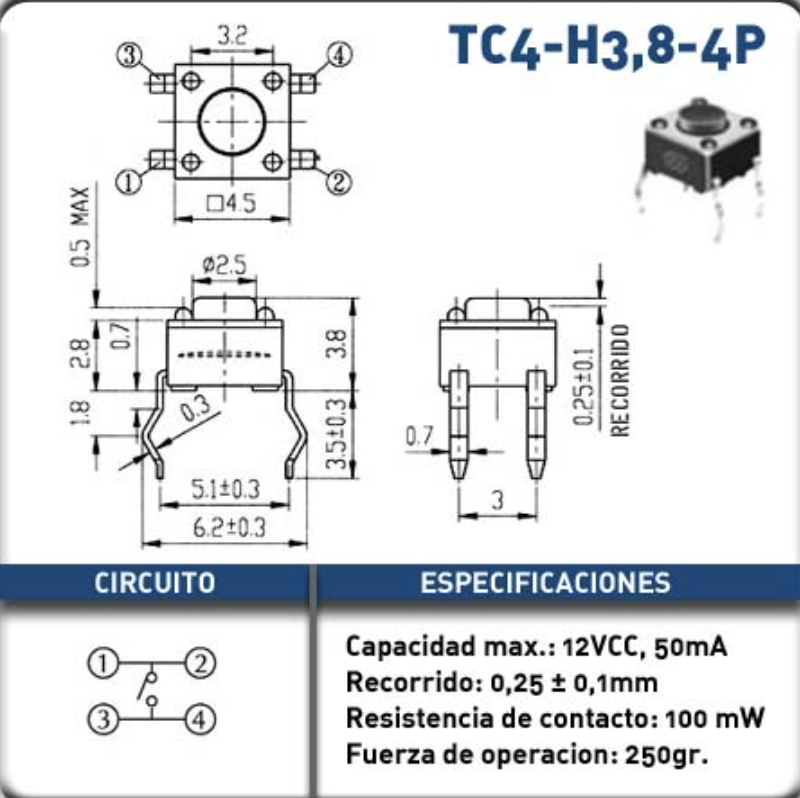 TC4-H3,8-4P
3.2
③
④
①
②
□4.5
0.5 MAX
ø2.5
2.8
0.7
3.8
1.8
0.3
3.5±0.3
5.1±0.3
6.2±0.3
0.25±0.1
RECORRIDO
0.7
3
CIRCUITO
ESPECIFICACIONES
① ②
③ ④
Capacidad max.: 12VCC, 50mA
Recorrido: 0,25 ± 0,1mm
Resistencia de contacto: 100 mW
Fuerza de operacion: 250gr.